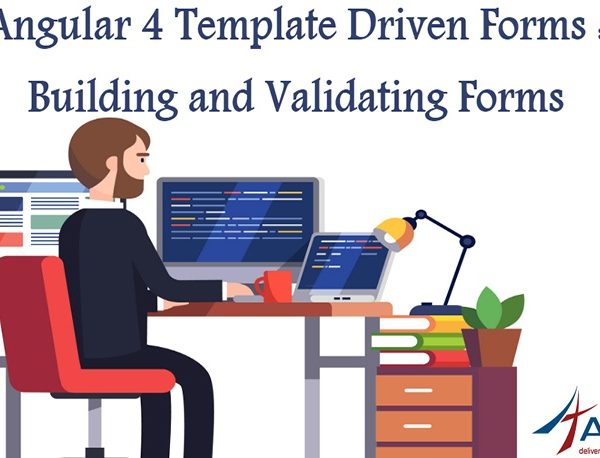 Angular 4 Template Driven Forms :
Building and Validating Forms